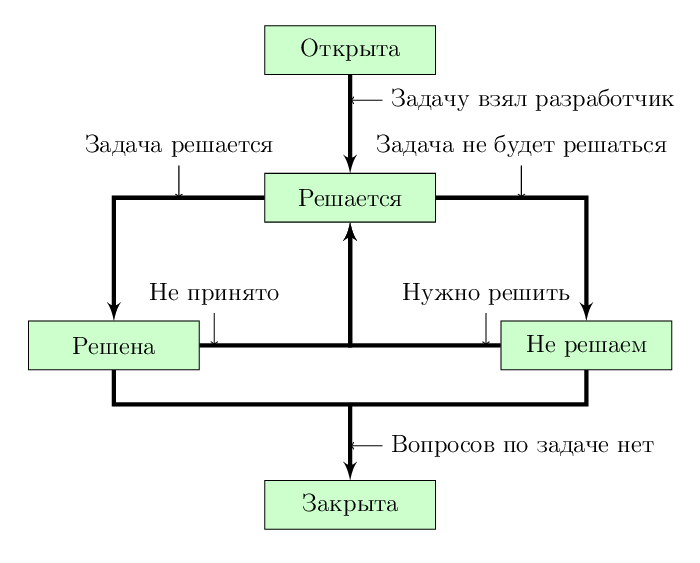 Открыта
Задачу взял разработчик
Задача решается
Задача не будет решаться
Решается
Не принято
Нужно решить
Решена
Не решаем
Вопросов по задаче нет
Закрыта